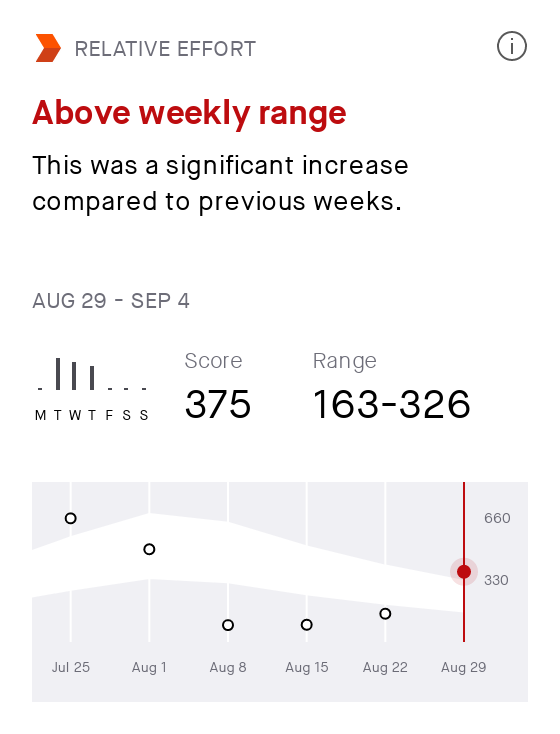 RELATIVE EFFORT
Above weekly range
This was a significant increase
compared to previous weeks.
AUG 29 - SEP 4
Score Range
375 163-326
M T W T F S S
660
330
Jul 25 Aug 1 Aug 8 Aug 15 Aug 22 Aug 29